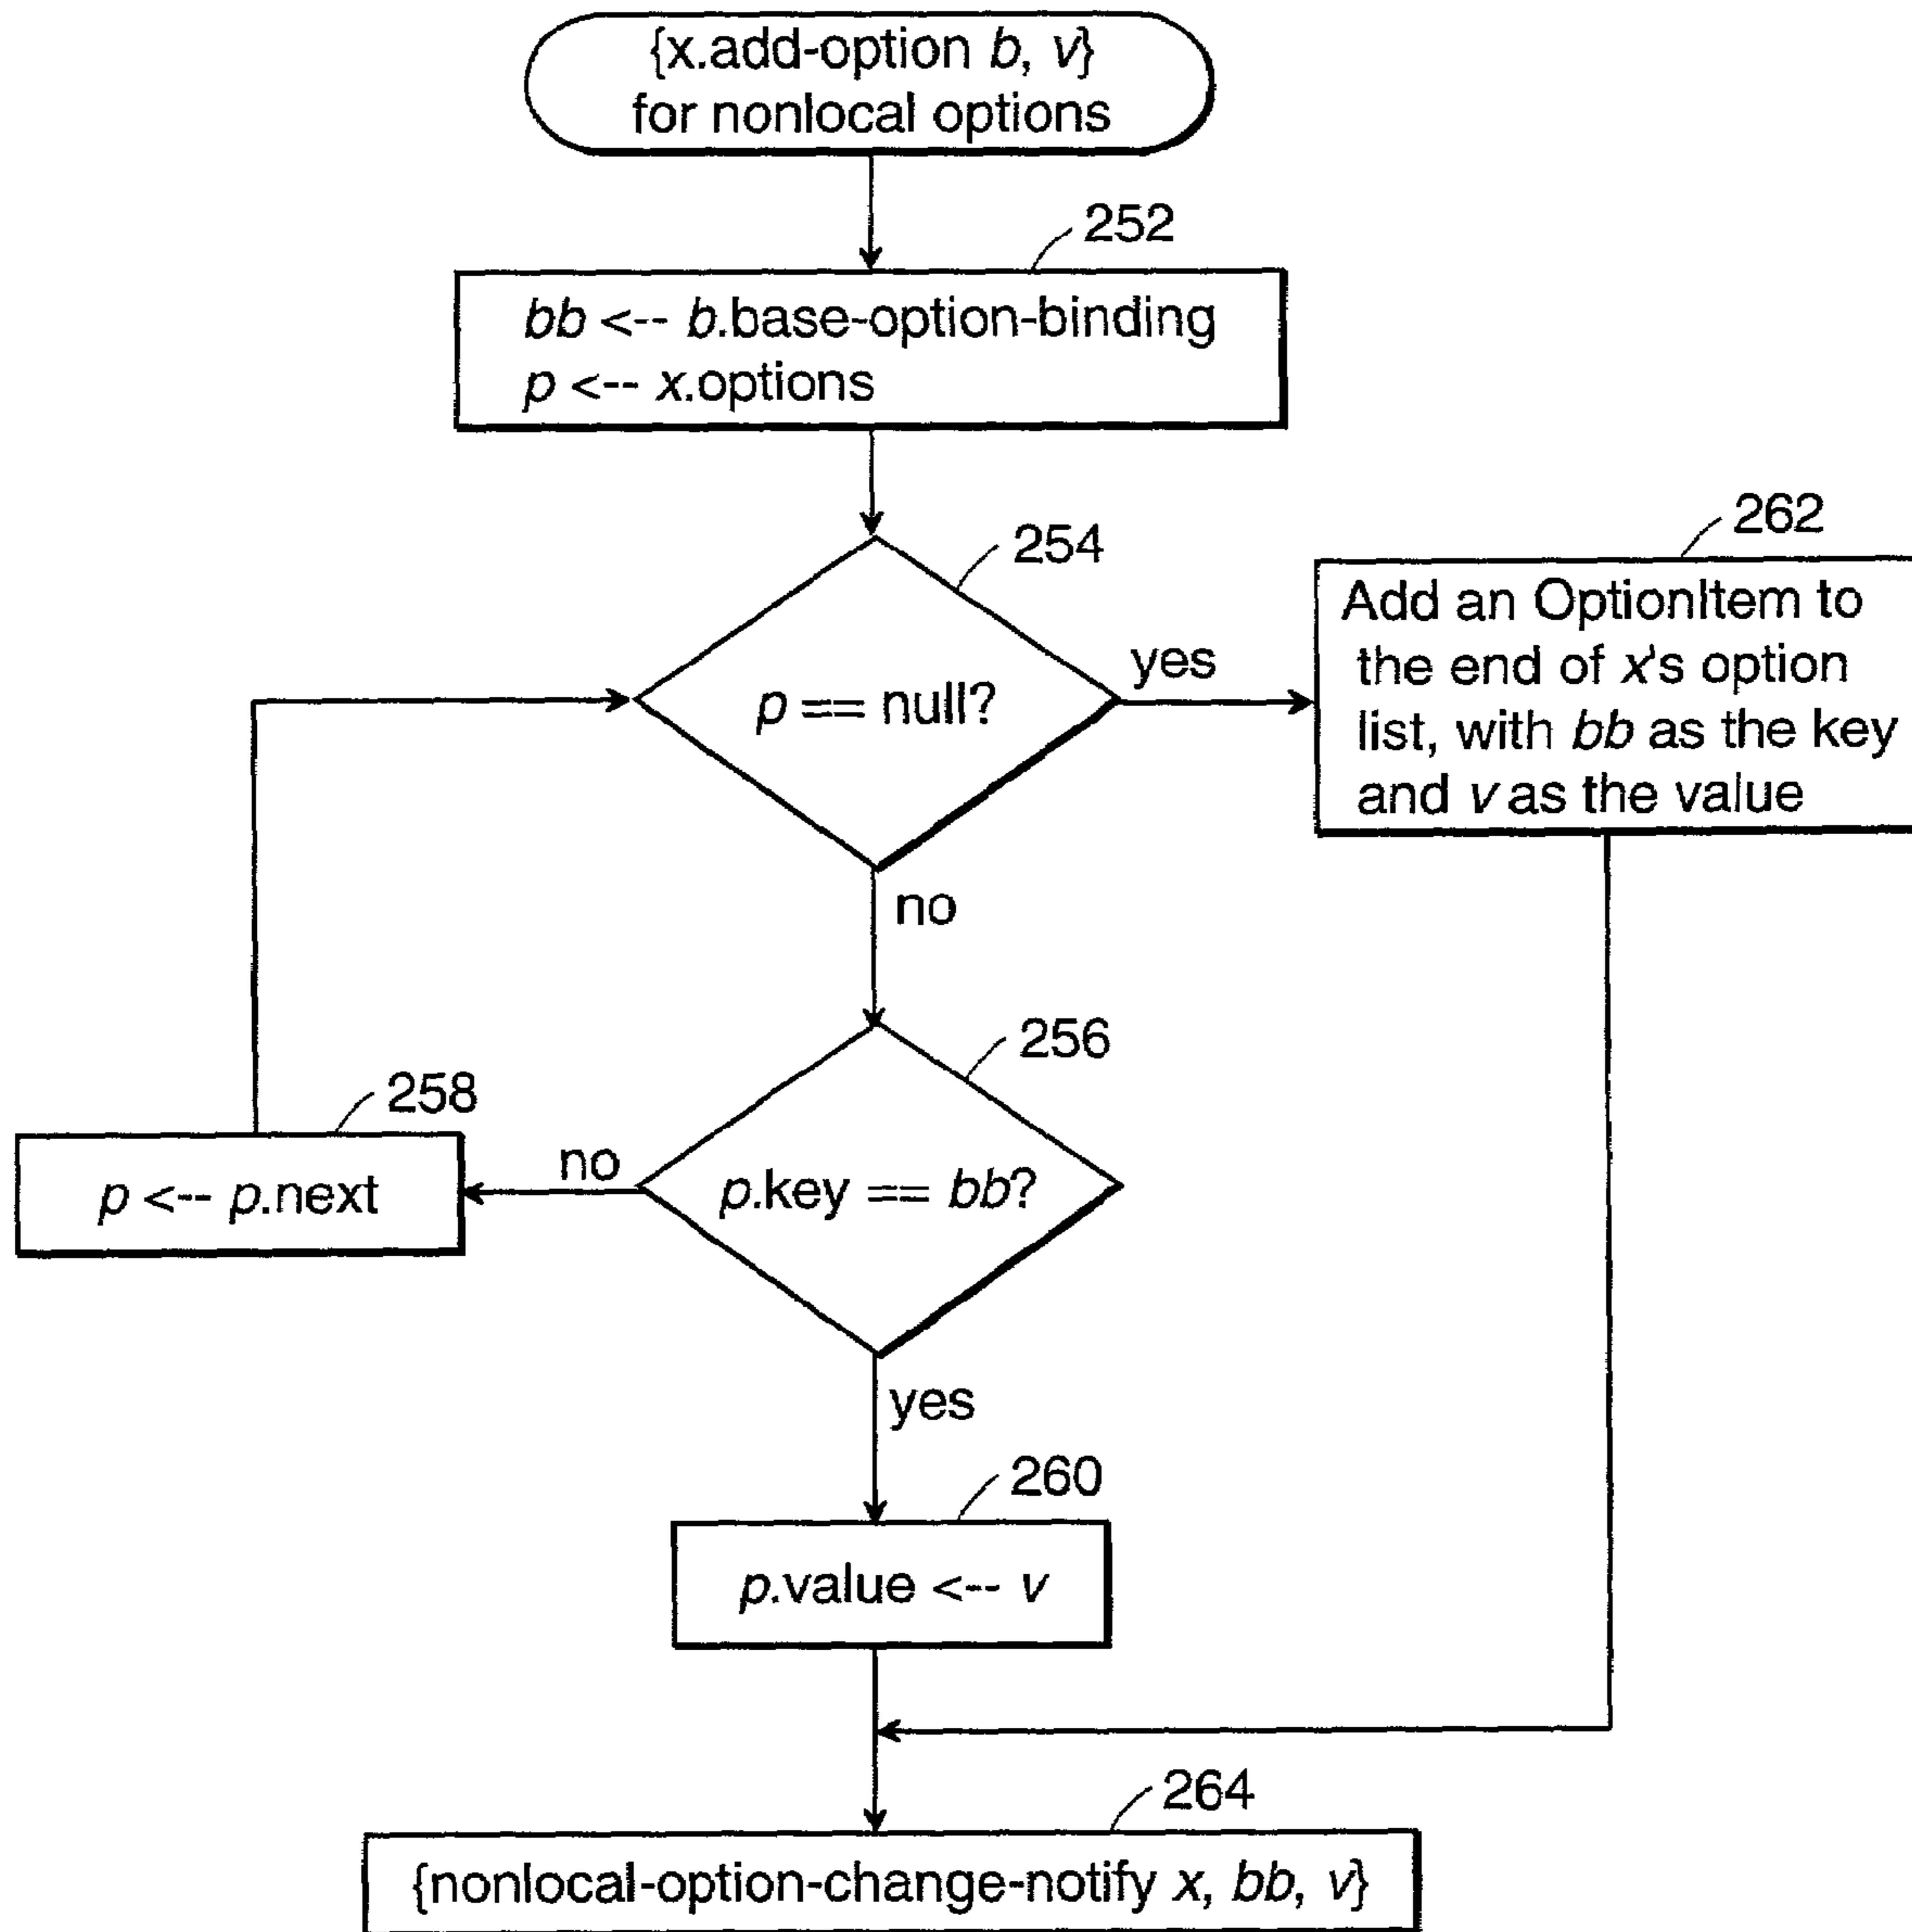 {x.add-option b, v}
for nonlocal options
252
bb <-- b.base-option-binding
p <-- x.options
254
p == null?
yes
262
Add an OptionItem to
the end of x's option
list, with bb as the key
and v as the value
no
256
p.key == bb?
no
258
p <-- p.next
yes
260
p.value <-- v
264
{nonlocal-option-change-notify x, bb, v}